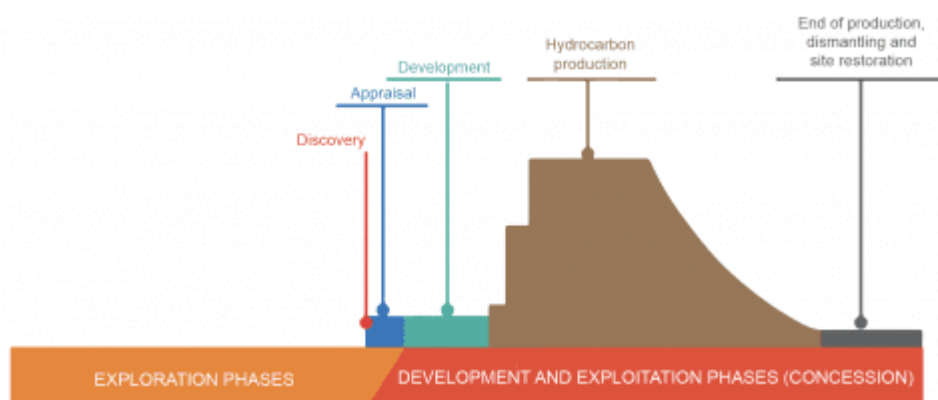 End of production,
dismantling and
site restoration
Hydrocarbon
production
Development
Appraisal
Discovery
EXPLORATION PHASES
DEVELOPMENT AND EXPLOITATION PHASES (CONCESSION)